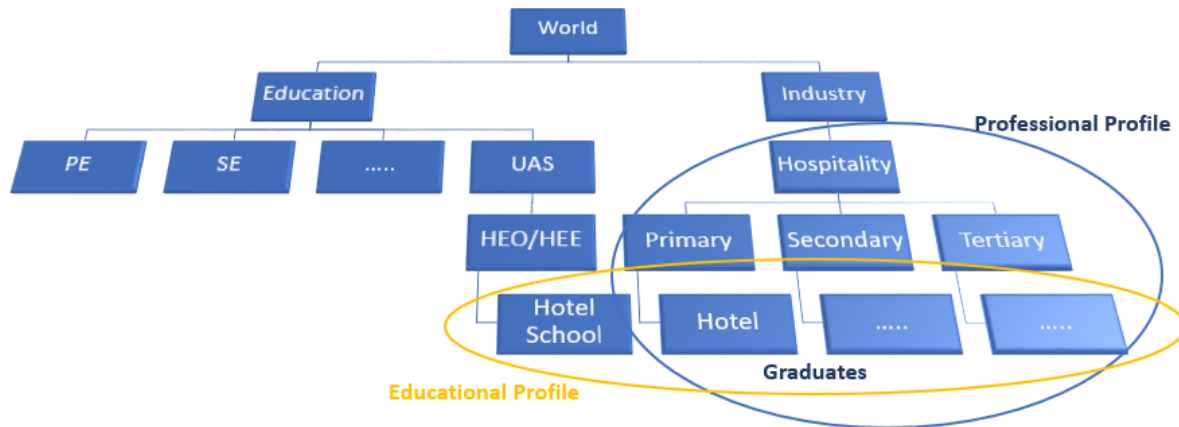 World
Education
Industry
Professional Profile
PE
SE
.....
UAS
Hospitality
HEO/HEE
Primary
Secondary
Tertiary
Hotel
School
Hotel
.....
.....
Graduates
Educational Profile